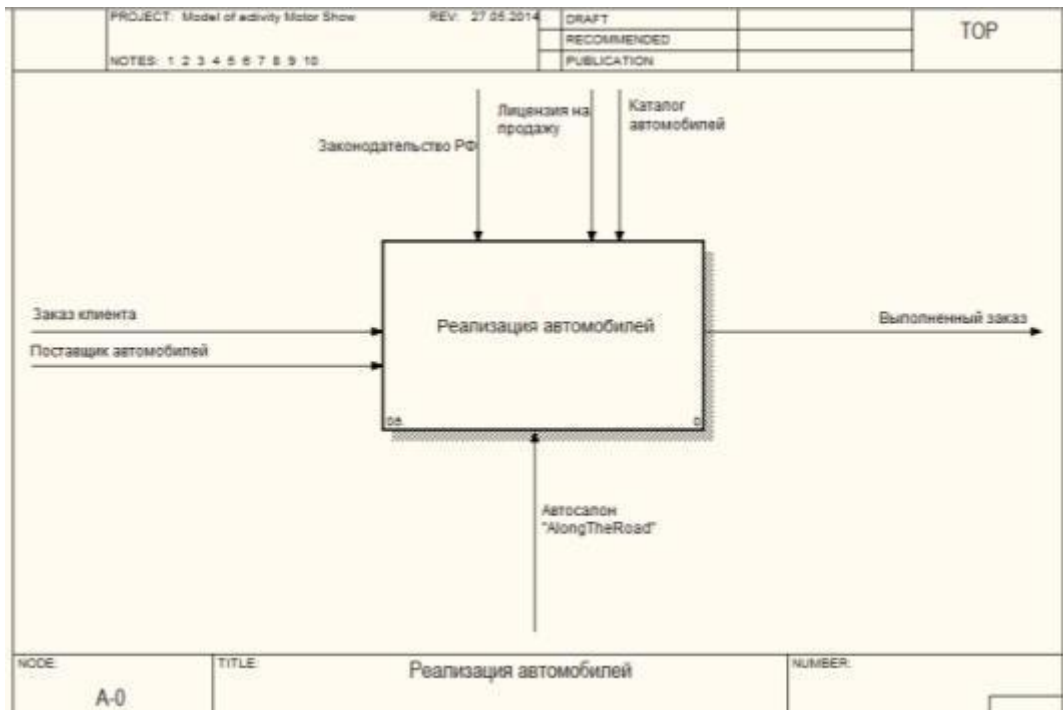 PROJECT: Model of activity Motor Show
REV: 27.05.2014
DRAFT
RECOMMENDED
PUBLICATION
NOTES: 1 2 3 4 5 6 7 8 9 10
TOP
Законодательство РФ
Лицензия на
продажу
Каталог
автомобилей
Заказ клиента
Поставщик автомобилей
Реализация автомобилей
0р.
0
Выполненный заказ
Автосалон
"AlongTheRoad"
NODE:
A-0
TITLE:
Реализация автомобилей
NUMBER: